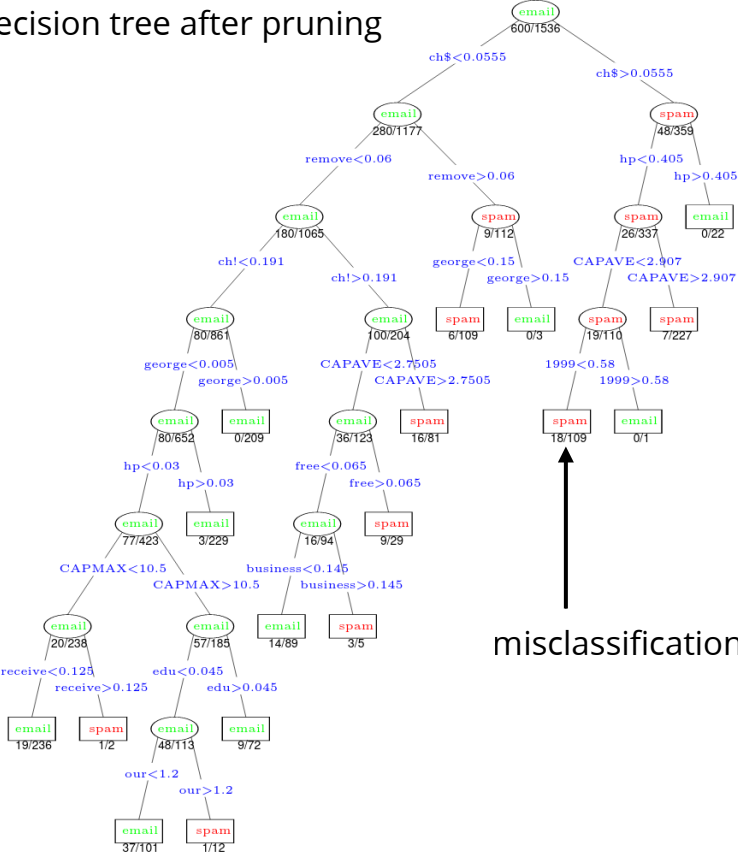 ecision tree after pruning
email
600/1536
ch$<0.0555
ch$>0.0555
email
280/1177
spam
48/359
remove<0.06
remove>0.06
hp<0.405
hp>0.405
email
180/1065
spam
9/112
spam
26/337
email
0/22
ch!<0.191
ch!>0.191
george<0.15
george>0.15
CAPAVE<2.907
CAPAVE>2.907
email
80/861
email
100/204
spam
6/109
email
0/3
spam
19/110
spam
7/227
george<0.005
george>0.005
CAPAVE<2.7505
CAPAVE>2.7505
1999<0.58
1999>0.58
email
80/652
email
0/209
email
36/123
spam
16/81
spam
18/109
email
0/1
hp<0.03
hp>0.03
free<0.065
free>0.065
email
77/423
email
3/229
email
16/94
spam
9/29
CAPMAX<10.5
CAPMAX>10.5
business<0.145
business>0.145
email
20/238
email
57/185
email
14/89
spam
3/5
misclassification
receive<0.125
receive>0.125
edu<0.045
edu>0.045
email
19/236
spam
1/2
email
48/113
email
9/72
our<1.2
our>1.2
email
37/101
spam
1/12